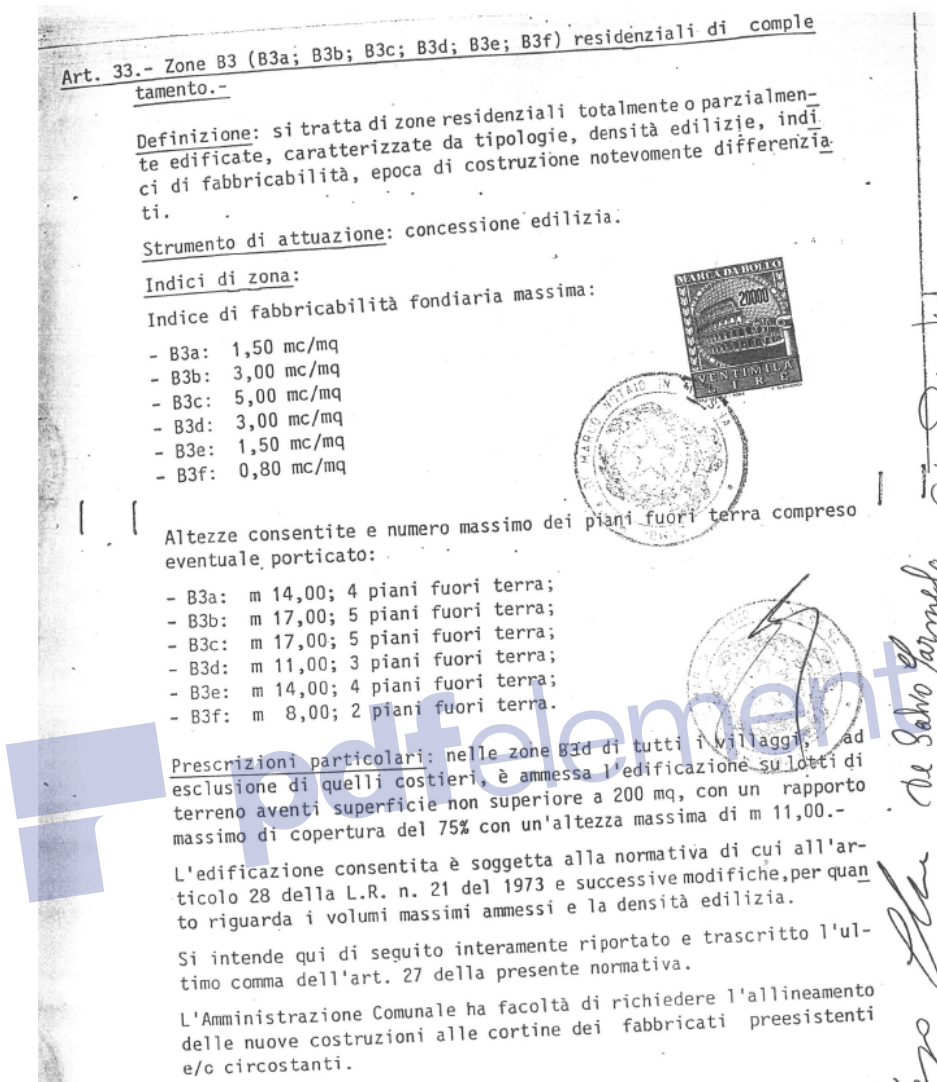 Art. 33.- Zone B3 (B3a; B3b; B3c; B3d; B3e; B3f) residenziali di comple
tamento.-
Definizione: si tratta di zone residenziali totalmente o parzialmen-
te edificate, caratterizzate da tipologie, densità edilizie, indi
ci di fabbricabilità, epoca di costruzione notevomente differenzia
ti.
Strumento di attuazione: concessione edilizia.
Indici di zona:
Indice di fabbricabilità fondiaria massima:
- B3a: 1,50 mc/mq
- B3b: 3,00 mc/mq
- B3c: 5,00 mc/mq
- B3d: 3,00 mc/mq
- B3e: 1,50 mc/mq
- B3f: 0,80 mc/mq
MARCA DA BOLLO
20000
VENTIMILA
LIRE
MARCO NOTAIO IN
Altezze consentite e numero massimo dei piani fuori terra compreso
eventuale porticato:
- B3a: m 14,00; 4 piani fuori terra;
- B3b: m 17,00; 5 piani fuori terra;
- B3c: m 17,00; 5 piani fuori terra;
- B3d: m 11,00; 3 piani fuori terra;
- B3e: m 14,00; 4 piani fuori terra;
- B3f: m 8,00; 2 piani fuori terra.
pdfelement
Prescrizioni particolari: nelle zone B3d di tutti i villaggi, ad
esclusione di quelli costieri, è ammessa l'edificazione su lotti di
terreno aventi superficie non superiore a 200 mq, con un rapporto
massimo di copertura del 75% con un'altezza massima di m 11,00.-
L'edificazione consentita è soggetta alla normativa di cui all'ar-
ticolo 28 della L.R. n. 21 del 1973 e successive modifiche,per quan
to riguarda i volumi massimi ammessi e la densità edilizia.
Si intende qui di seguito interamente riportato e trascritto l'ul-
timo comma dell'art. 27 della presente normativa.
L'Amministrazione Comunale ha facoltà di richiedere l'allineamento
delle nuove costruzioni alle cortine dei fabbricati preesistenti
e/o circostanti.
De Salvo